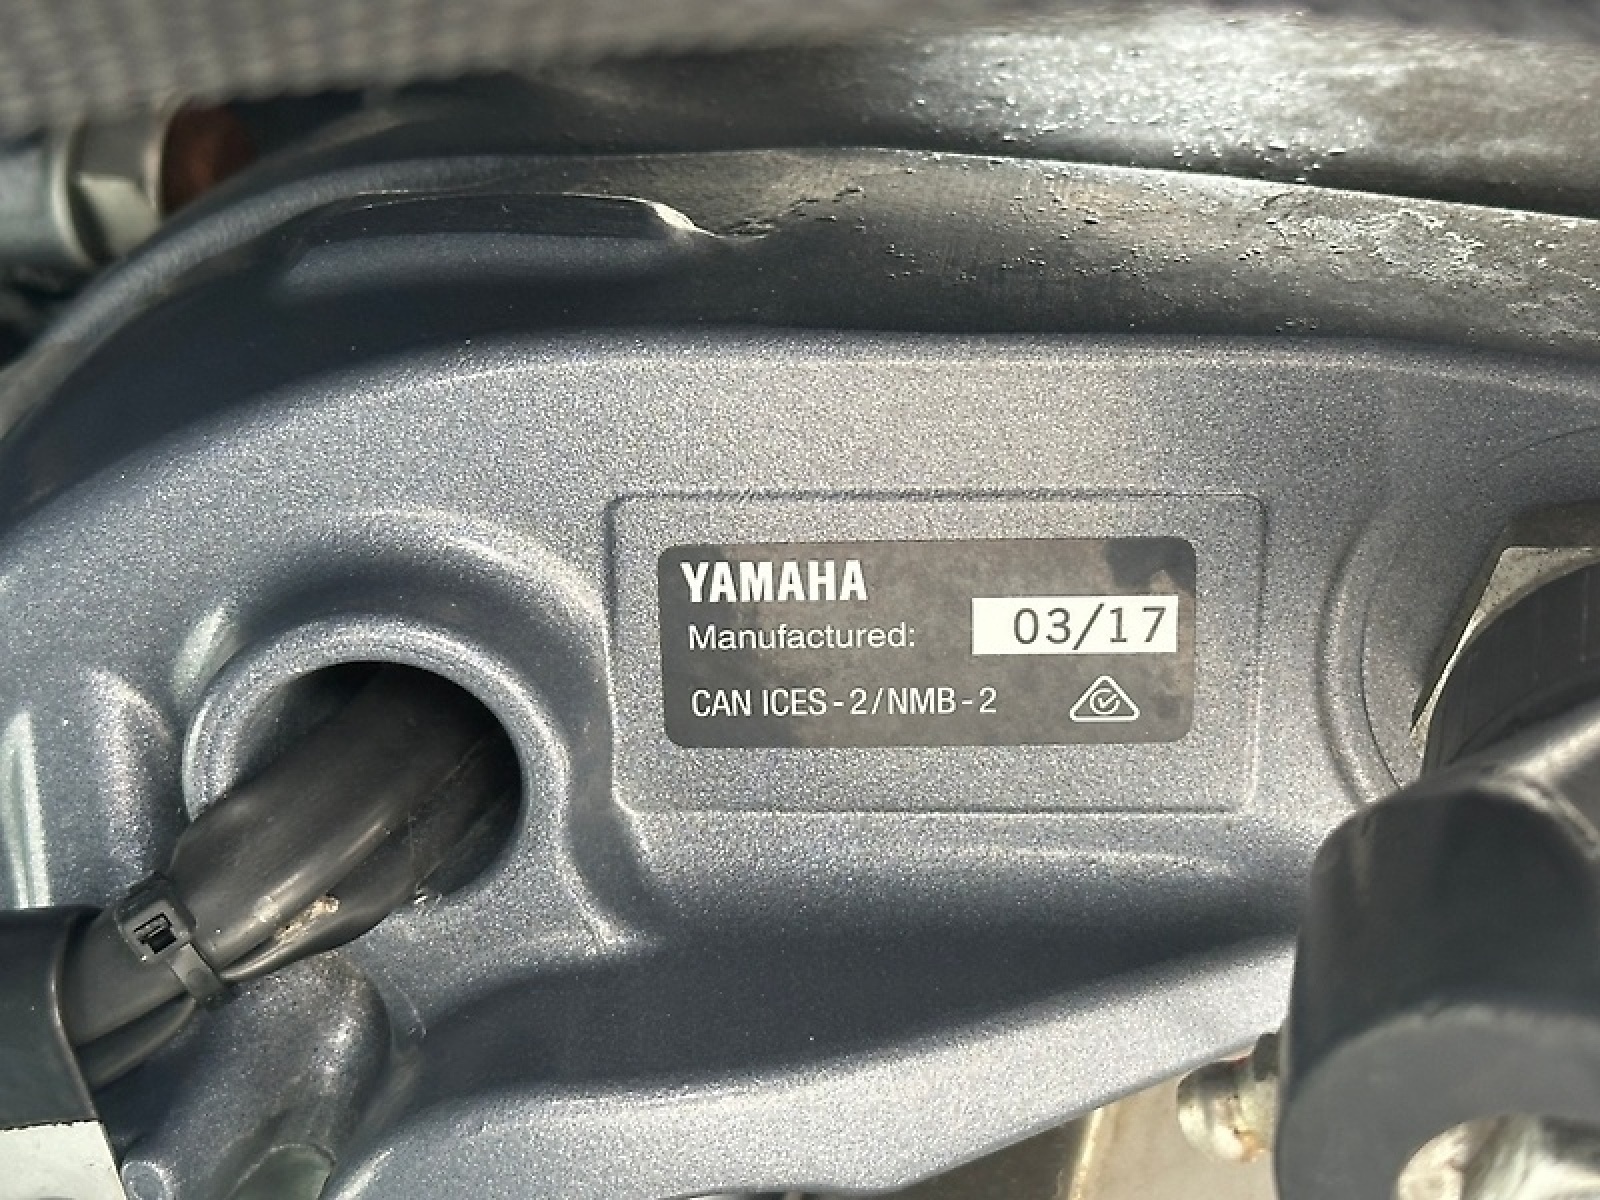 YAMAHA
Manufactured: 03/17
CAN ICES-2/NMB-2